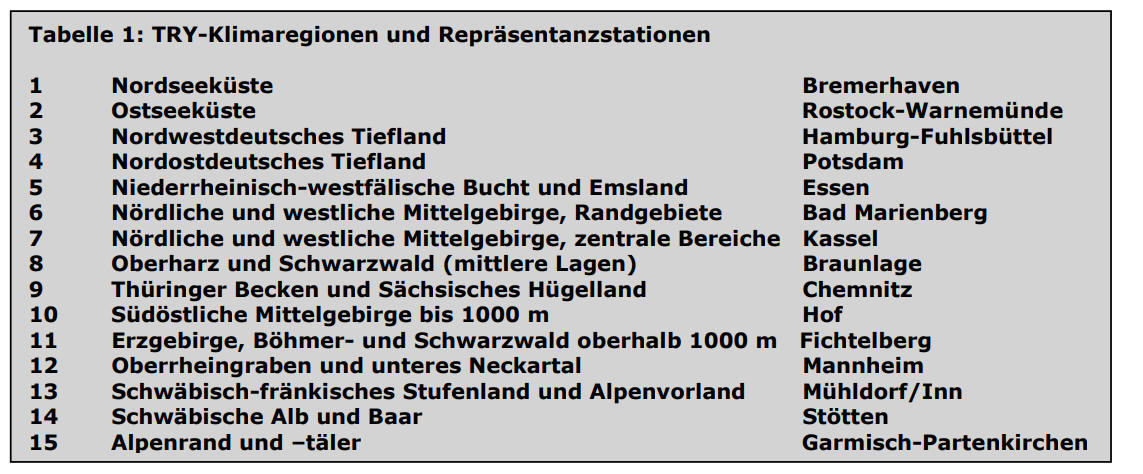 Tabelle 1: TRY-Klimaregionen und Repräsentanzstationen
1 Nordseeküste Bremerhaven
2 Ostseeküste Rostock-Warnemünde
3 Nordwestdeutsches Tiefland Hamburg-Fuhlsbüttel
4 Nordostdeutsches Tiefland Potsdam
5 Niederrheinisch-westfälische Bucht und Emsland Essen
6 Nördliche und westliche Mittelgebirge, Randgebiete Bad Marienberg
7 Nördliche und westliche Mittelgebirge, zentrale Bereiche Kassel
8 Oberharz und Schwarzwald (mittlere Lagen) Braunlage
9 Thüringer Becken und Sächsisches Hügelland Chemnitz
10 Südöstliche Mittelgebirge bis 1000 m Hof
11 Erzgebirge, Böhmer- und Schwarzwald oberhalb 1000 m Fichtelberg
12 Oberrheingraben und unteres Neckartal Mannheim
13 Schwäbisch-fränkisches Stufenland und Alpenvorland Mühldorf/Inn
14 Schwäbische Alb und Baar Stötten
15 Alpenrand und –täler Garmisch-Partenkirchen